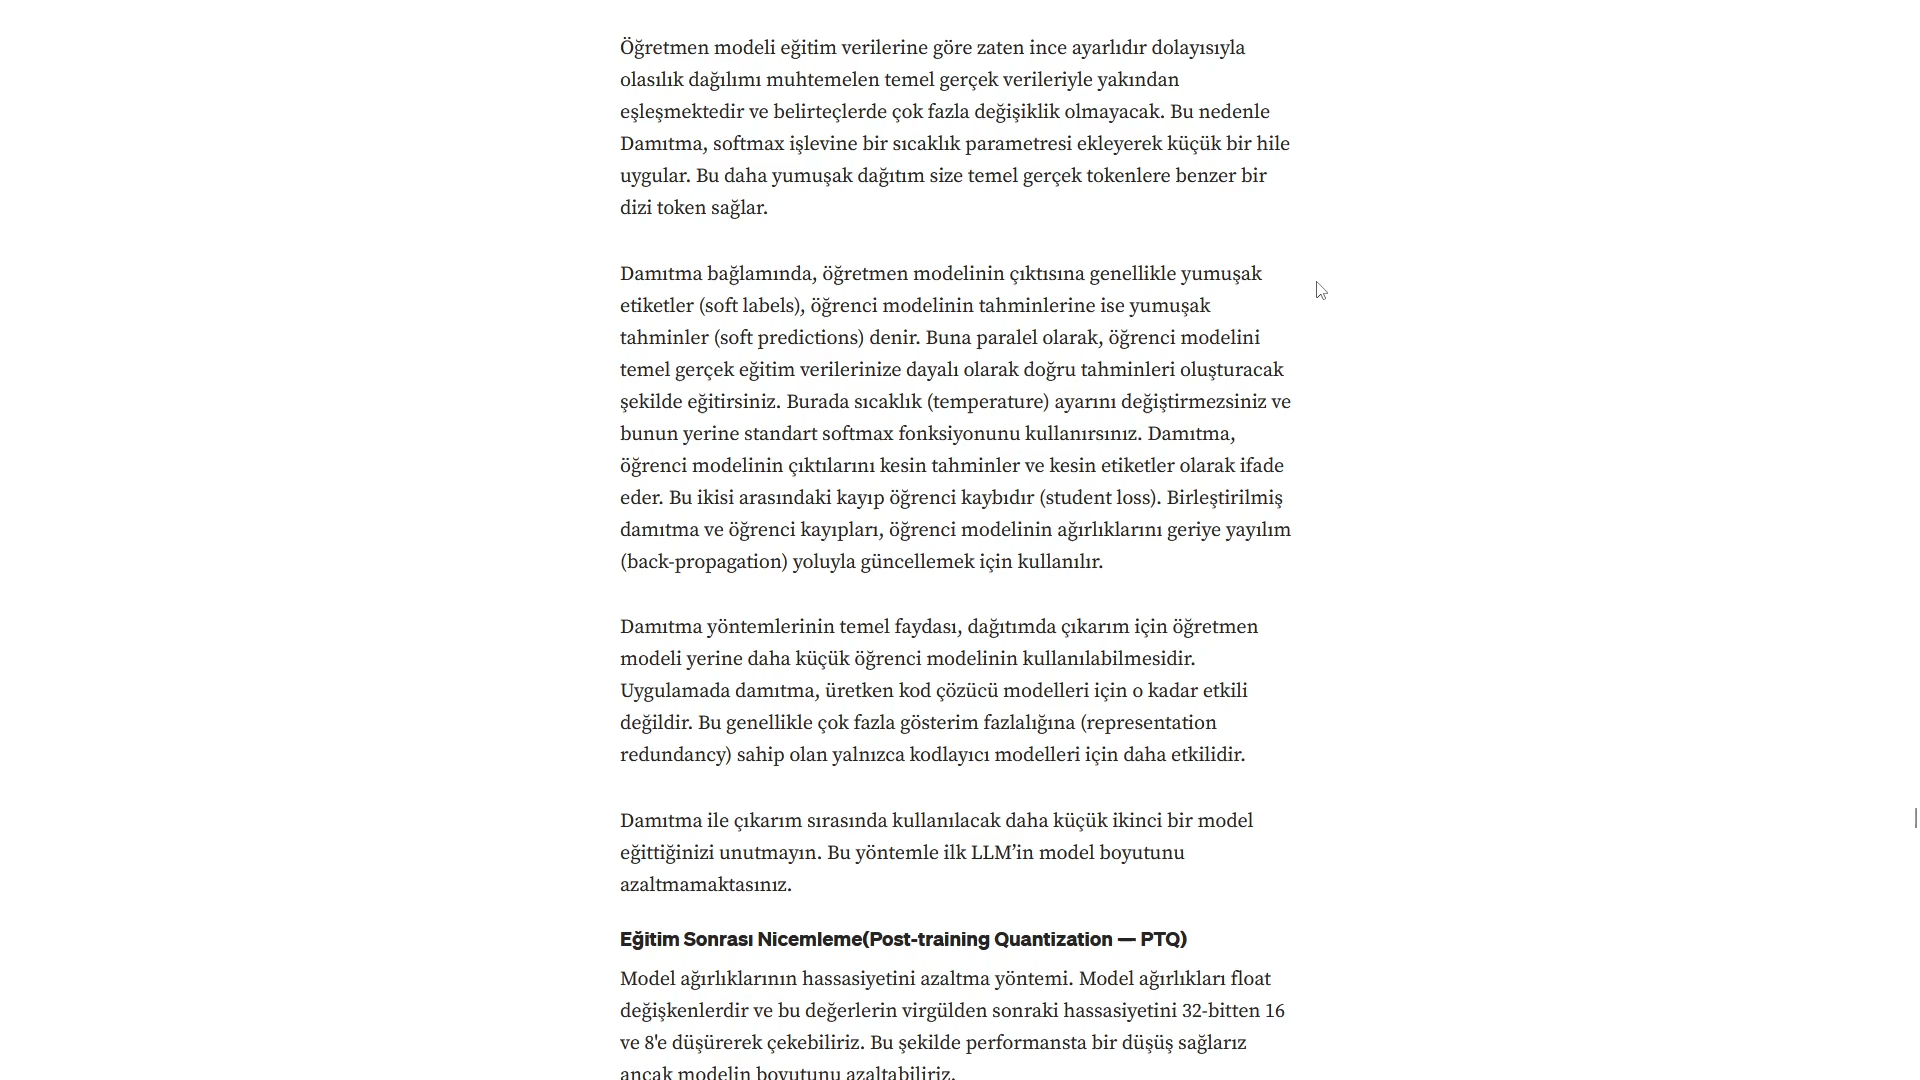 Öğretmen modeli eğitim verilerine göre zaten ince ayarlıdır dolayısıyla
olasılık dağılımı muhtemelen temel gerçek verileriyle yakından
eşleşmektedir ve belirteçlerde çok fazla değişiklik olmayacak. Bu nedenle
Damıtma, softmax işlevine bir sıcaklık parametresi ekleyerek küçük bir hile
uygular. Bu daha yumuşak dağıtım size temel gerçek tokenlere benzer bir
dizi token sağlar.
Damıtma bağlamında, öğretmen modelinin çıktısına genellikle yumuşak
etiketler (soft labels), öğrenci modelinin tahminlerine ise yumuşak
tahminler (soft predictions) denir. Buna paralel olarak, öğrenci modelini
temel gerçek eğitim verilerinize dayalı olarak doğru tahminleri oluşturacak
şekilde eğitirsiniz. Burada sıcaklık (temperature) ayarını değiştirmezsiniz ve
bunun yerine standart softmax fonksiyonunu kullanırsınız. Damıtma,
öğrenci modelinin çıktılarını kesin tahminler ve kesin etiketler olarak ifade
eder. Bu ikisi arasındaki kayıp öğrenci kaybıdır (student loss). Birleştirilmiş
damıtma ve öğrenci kayıpları, öğrenci modelinin ağırlıklarını geriye yayılım
(back-propagation) yoluyla güncellemek için kullanılır.
Damıtma yöntemlerinin temel faydası, dağıtımda çıkarım için öğretmen
modeli yerine daha küçük öğrenci modelinin kullanılabilmesidir.
Uygulamada damıtma, üretken kod çözücü modelleri için o kadar etkili
değildir. Bu genellikle çok fazla gösterim fazlalığına (representation
redundancy) sahip olan yalnızca kodlayıcı modelleri için daha etkilidir.
Damıtma ile çıkarım sırasında kullanılacak daha küçük ikinci bir model
eğittiğinizi unutmayın. Bu yöntemle ilk LLM’in model boyutunu
azaltmamaktasınız.
Eğitim Sonrası Nicemleme(Post-training Quantization — PTQ)
Model ağırlıklarının hassasiyetini azaltma yöntemi. Model ağırlıkları float
değişkenlerdir ve bu değerlerin virgülden sonraki hassasiyetini 32-bitten 16
ve 8'e düşürerek çekebiliriz. Bu şekilde performansta bir düşüş sağlarız
ancak modelin boyutunu azaltabiliriz.